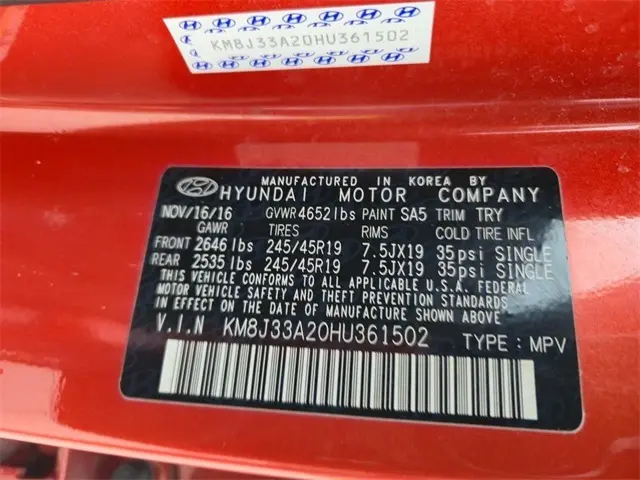 KM8J33A20HU361502
MANUFACTURED IN KOREA BY
HYUNDAI MOTOR COMPANY
NOV/16/16 GVWR 4652lbs PAINT SA5 TRIM TRY
GAWR TIRES RIMS COLD TIRE INFL
FRONT 2646 lbs 245/45R19 7.5JX19 35psi SINGLE
REAR 2535 lbs 245/45R19 7.5JX19 35psi SINGLE
THIS VEHICLE CONFORMS TO ALL APPLICABLE U.S.A. FEDERAL
MOTOR VEHICLE SAFETY AND THEFT PREVENTION STANDARDS
IN EFFECT ON THE DATE OF MANUFACTURE SHOWN ABOVE.
V.I.N KM8J33A20HU361502 TYPE : MPV